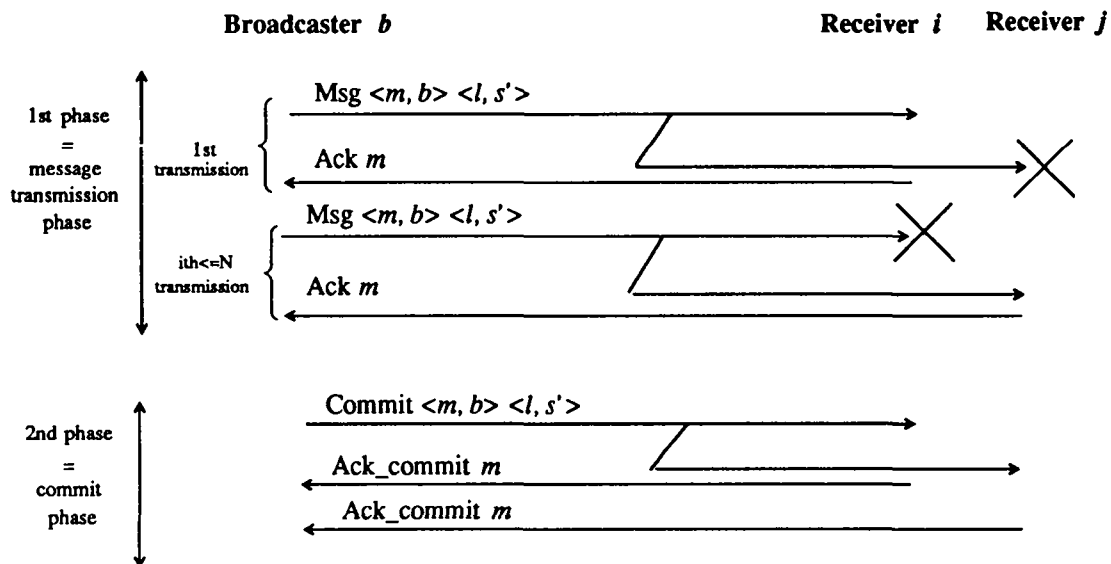 Broadcaster b
Receiver i
Receiver j
1st phase
=
message
transmission
phase
1st
transmission
Msg <m, b> <l, s'>
Ack m
ith<=N
transmission
Msg <m, b> <l, s'>
Ack m
2nd phase
=
commit
phase
Commit <m, b> <l, s'>
Ack_commit m
Ack_commit m